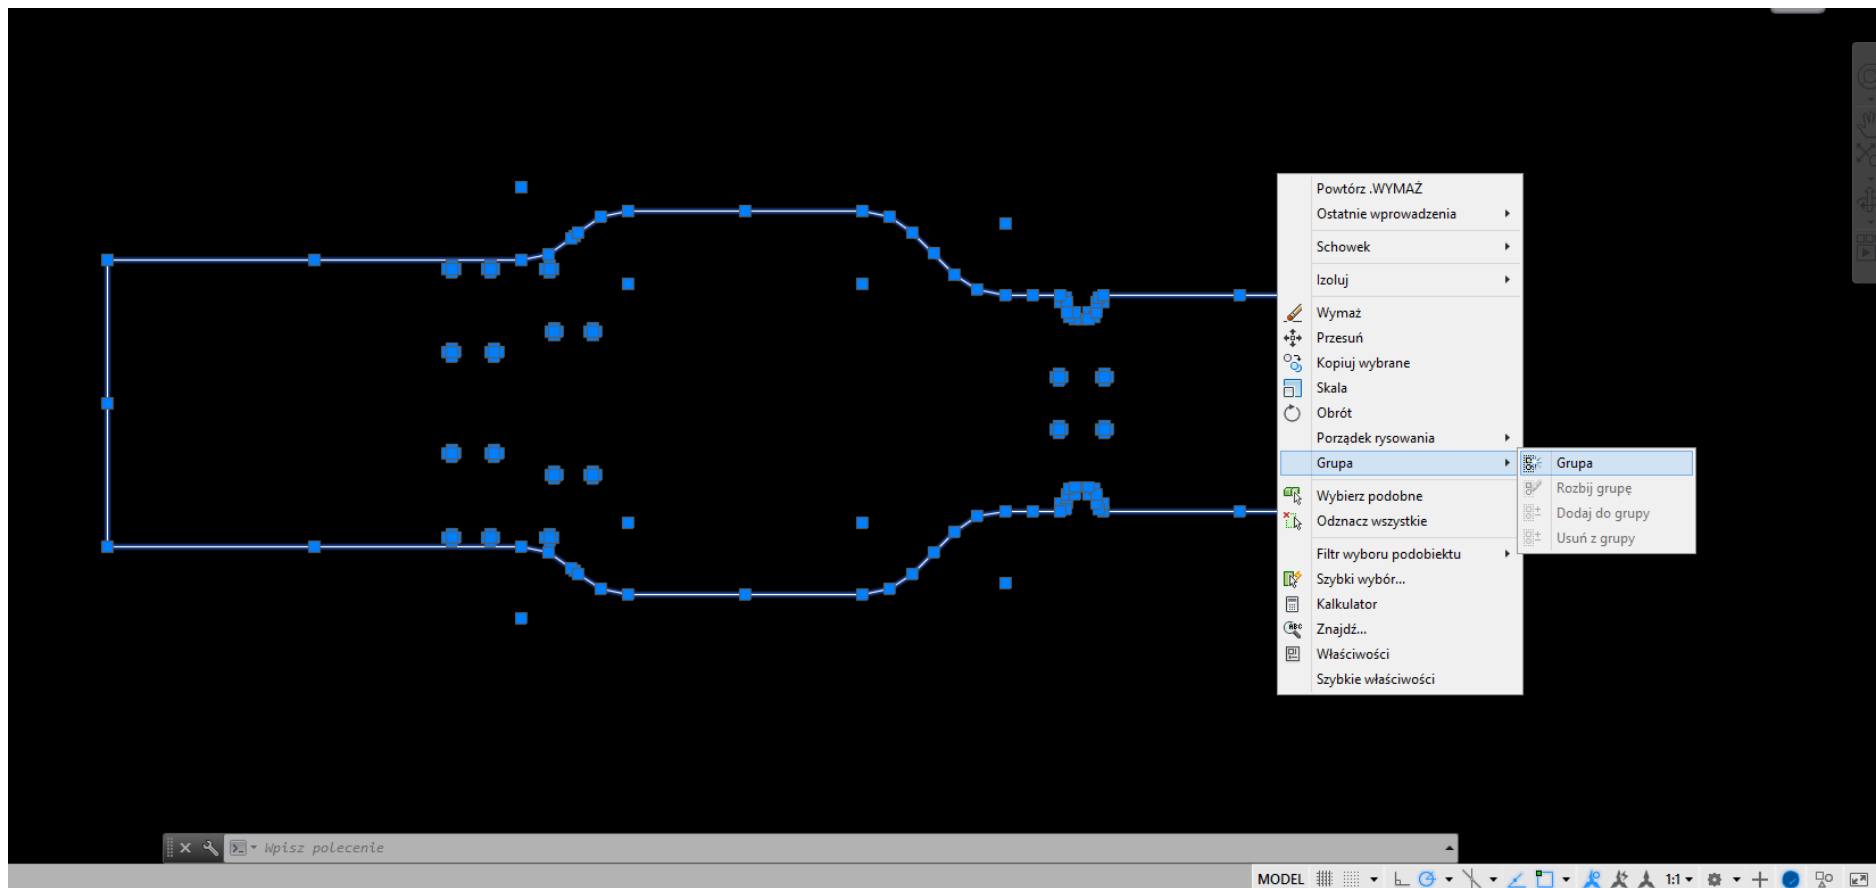 Powtórz .WYMAŻ
Ostatnie wprowadzenia
Schowek
Izoluj
Wymaż
Przesuń
Kopiuj wybrane
Skala
Obrót
Porządek rysowania
Grupa
Grupa
Rozbij grupę
Dodaj do grupy
Usuń z grupy
Wybierz podobne
Odznacz wszystkie
Filtr wyboru podobiektu
Szybki wybór...
Kalkulator
ABC
Znajdź...
Właściwości
Szybkie właściwości
Wpisz polecenie
MODEL
1:1